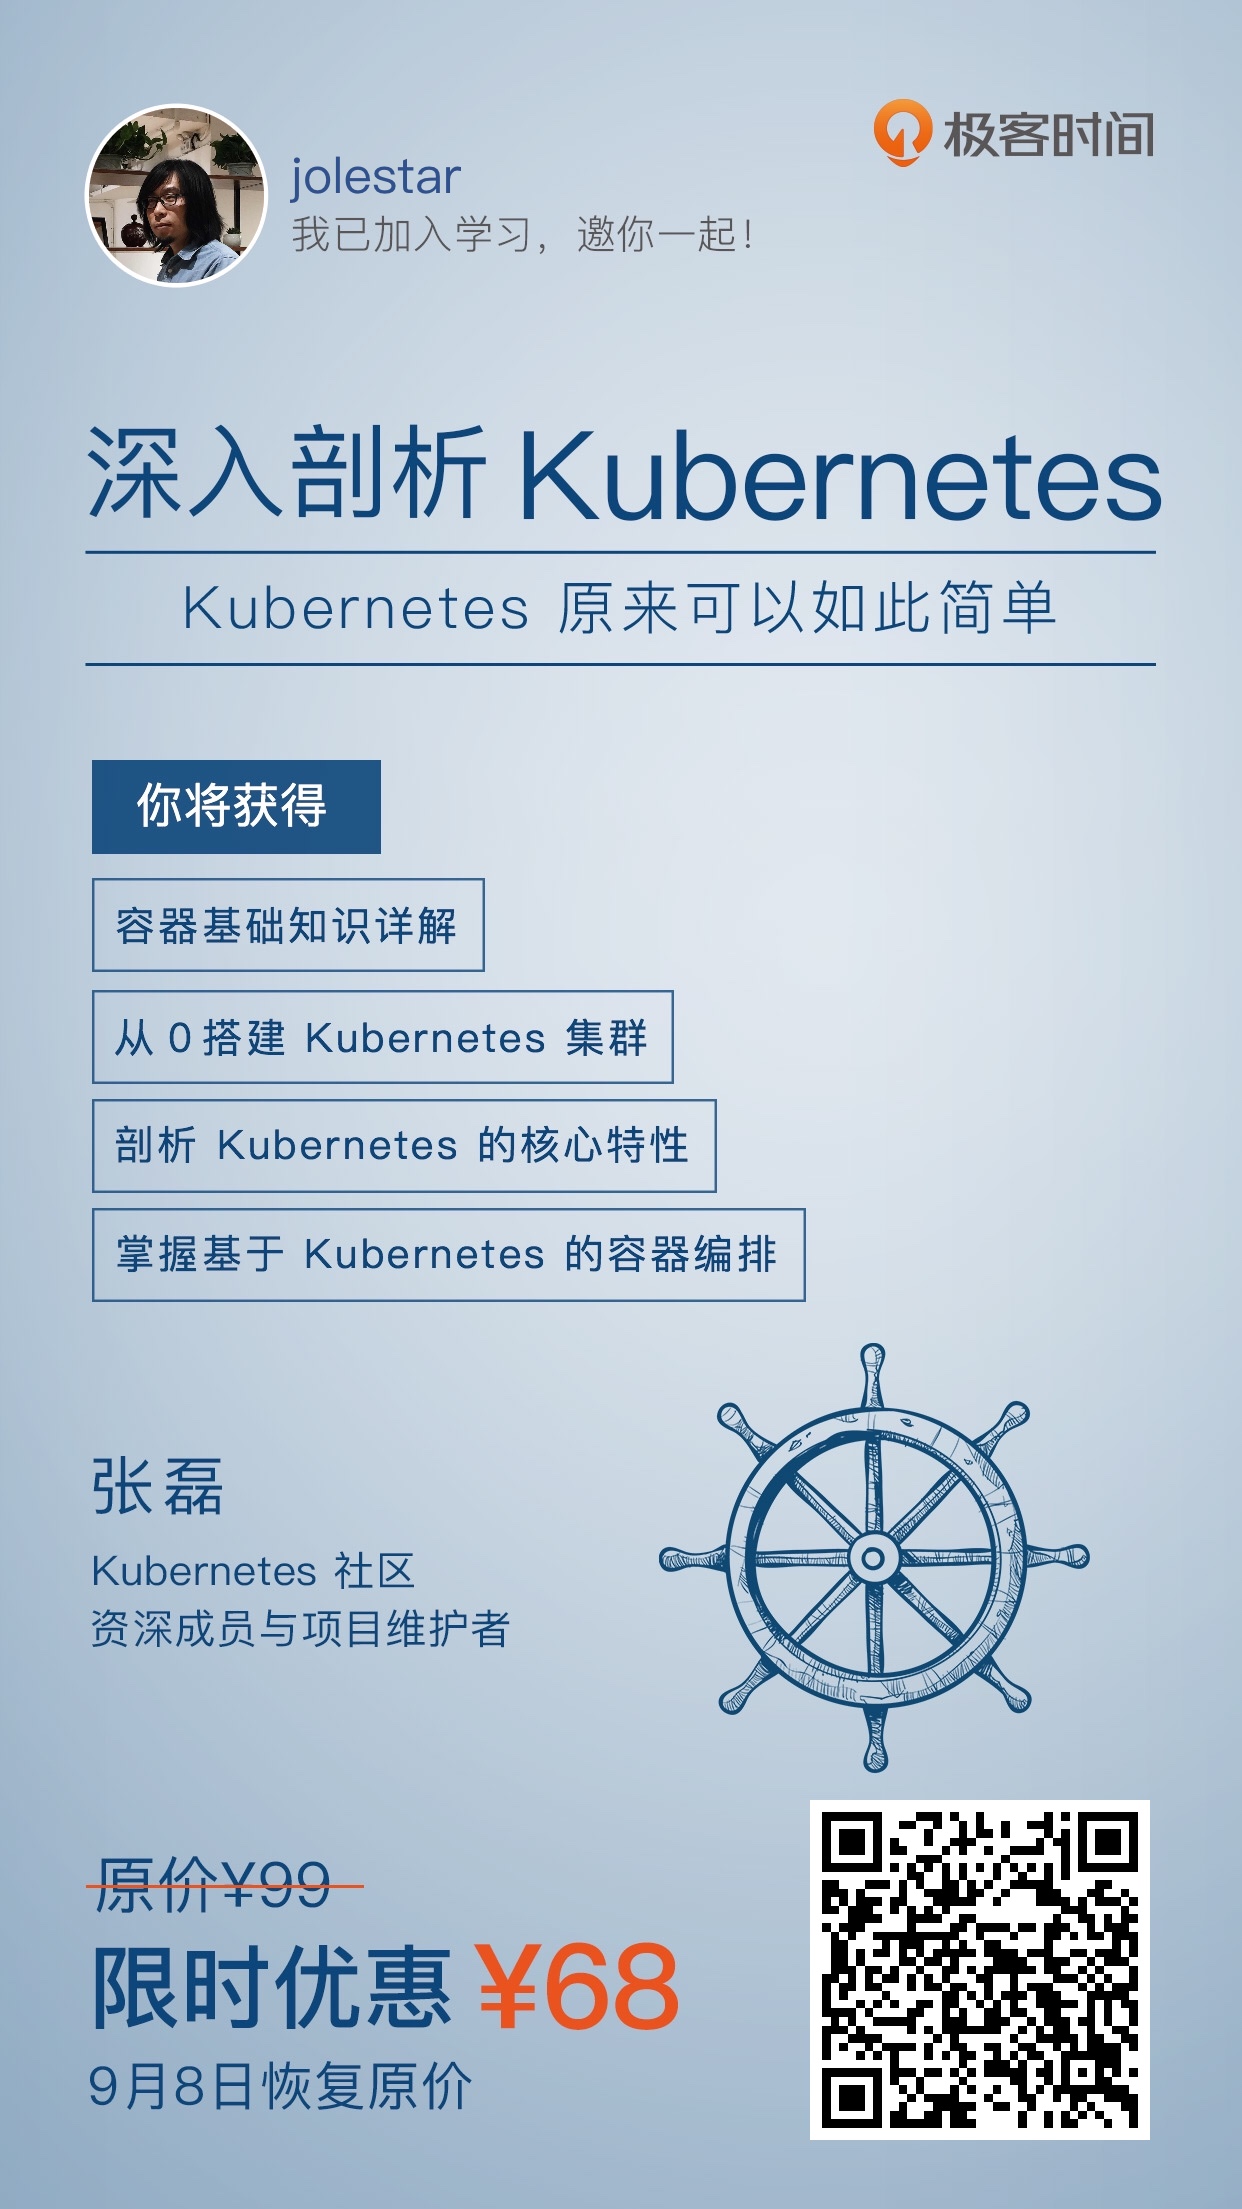 jolestar
我已加入学习，邀你一起！
极客时间
深入剖析 Kubernetes
Kubernetes 原来可以如此简单
你将获得
容器基础知识详解
从 0 搭建 Kubernetes 集群
剖析 Kubernetes 的核心特性
掌握基于 Kubernetes 的容器编排
张磊
Kubernetes 社区
资深成员与项目维护者
原价¥99
限时优惠 ¥68
9月8日恢复原价